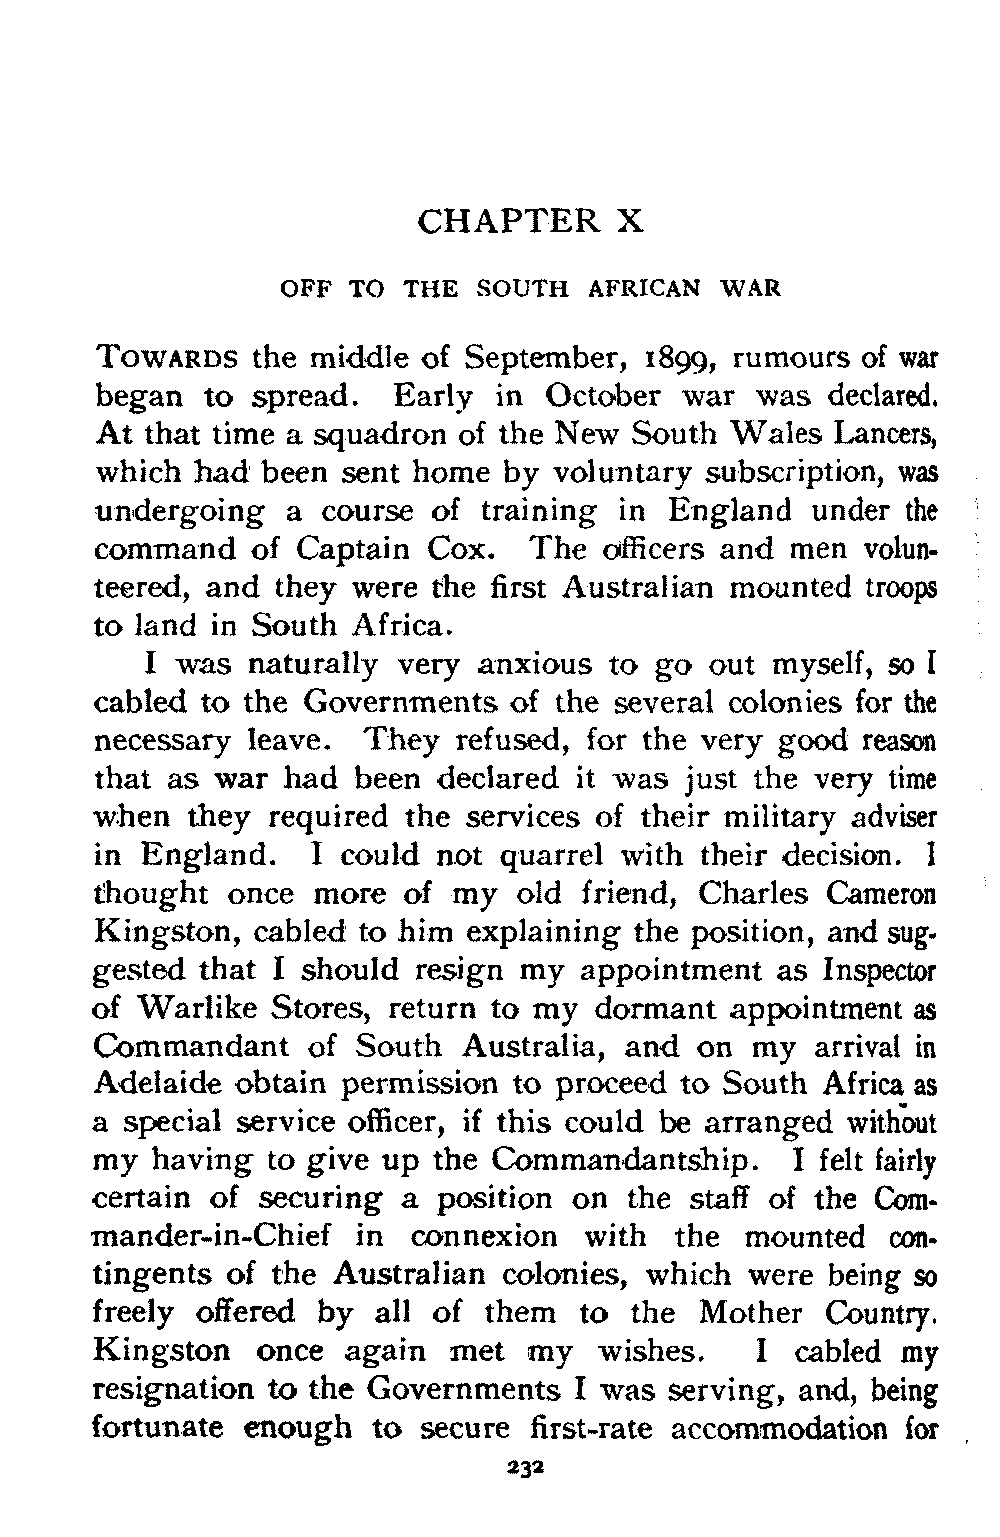 CHAPTER X
OFF TO THE SOUTH AFRICAN WAR
TOWARDS the middle of September, 1899, rumours of war
began to spread. Early in October war was declared.
At that time a squadron of the New South Wales Lancers,
which had been sent home by voluntary subscription, was
undergoing a course of training in England under the
command of Captain Cox. The officers and men volun-
teered, and they were the first Australian mounted troops
to land in South Africa.
I was naturally very anxious to go out myself, so I
cabled to the Governments of the several colonies for the
necessary leave. They refused, for the very good reason
that as war had been declared it was just the very time
when they required the services of their military adviser
in England. I could not quarrel with their decision. I
thought once more of my old friend, Charles Cameron
Kingston, cabled to him explaining the position, and sug-
gested that I should resign my appointment as Inspector
of Warlike Stores, return to my dormant appointment as
Commandant of South Australia, and on my arrival in
Adelaide obtain permission to proceed to South Africa as
a special service officer, if this could be arranged without
my having to give up the Commandantship. I felt fairly
certain of securing a position on the staff of the Com-
mander-in-Chief in connexion with the mounted con-
tingents of the Australian colonies, which were being so
freely offered by all of them to the Mother Country.
Kingston once again met my wishes. I cabled my
resignation to the Governments I was serving, and, being
fortunate enough to secure first-rate accommodation for
232